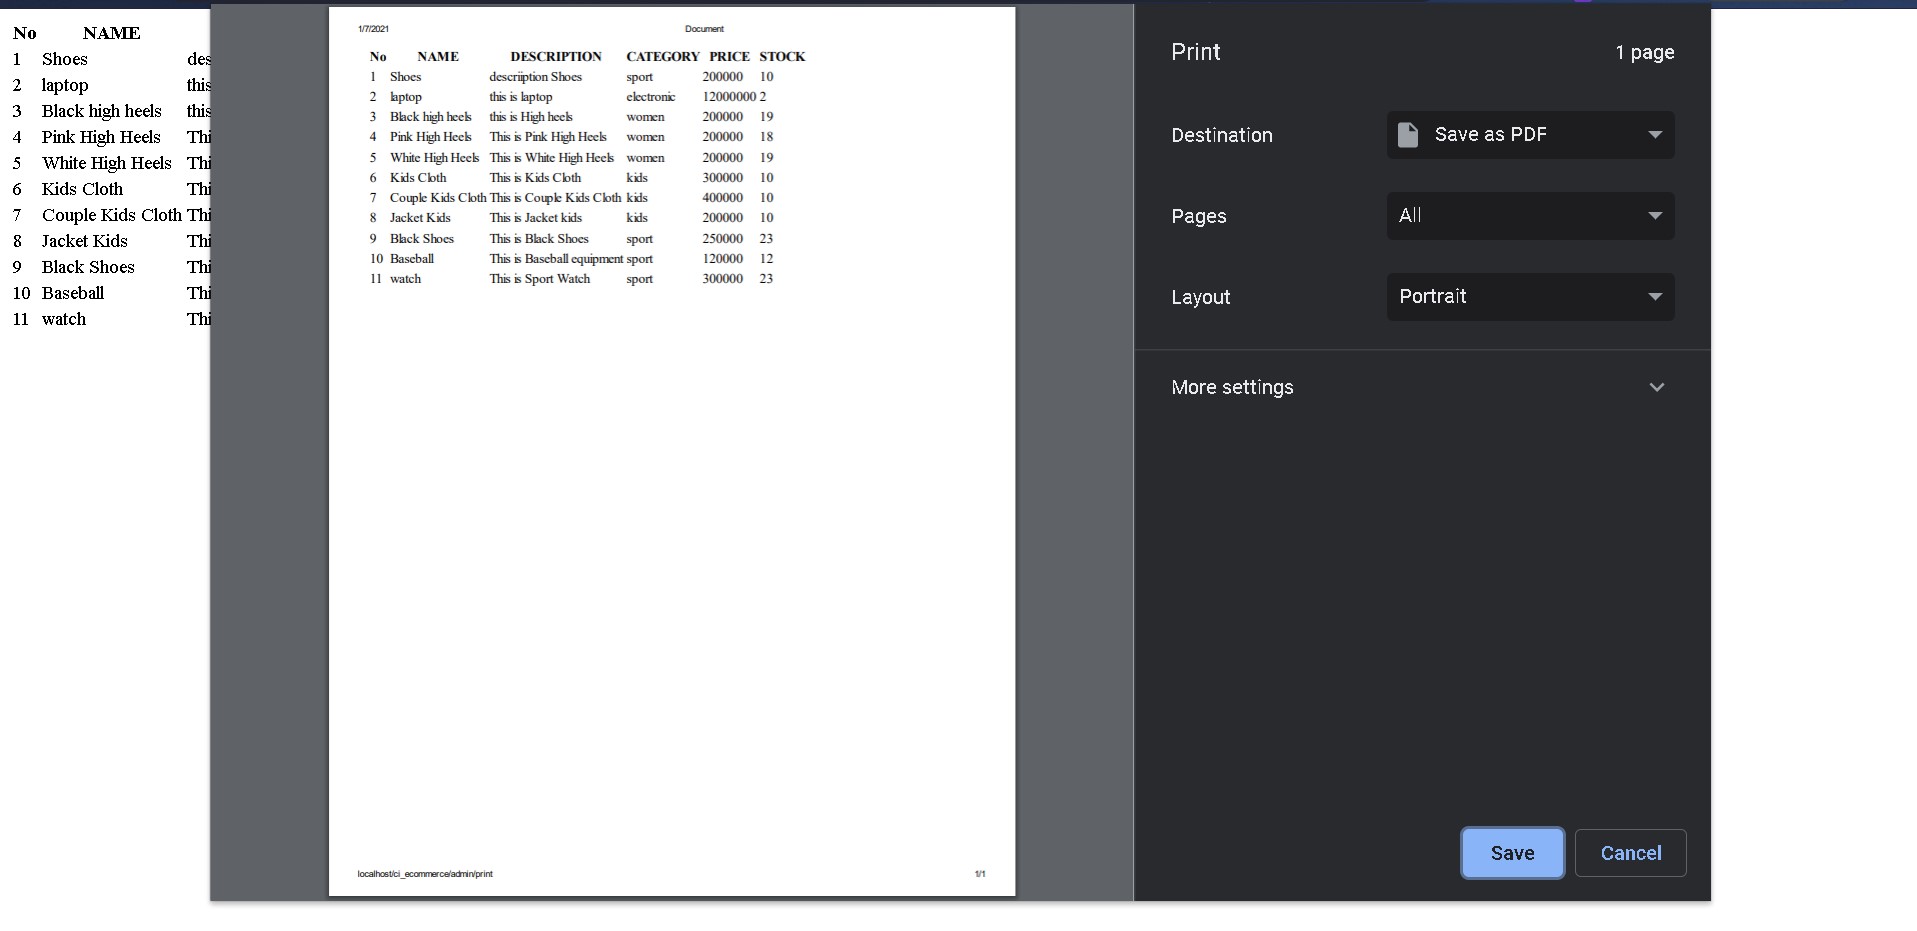 No NAME
1 Shoes des
2 laptop this
3 Black high heels this
4 Pink High Heels Thi
5 White High Heels Thi
6 Kids Cloth Thi
7 Couple Kids Cloth Thi
8 Jacket Kids Thi
9 Black Shoes Thi
10 Baseball Thi
11 watch Thi
1/7/2021 Document
No NAME DESCRIPTION CATEGORY PRICE STOCK
1 Shoes descriiption Shoes sport 200000 10
2 laptop this is laptop electronic 12000000 2
3 Black high heels this is High heels women 200000 19
4 Pink High Heels This is Pink High Heels women 200000 18
5 White High Heels This is White High Heels women 200000 19
6 Kids Cloth This is Kids Cloth kids 300000 10
7 Couple Kids Cloth This is Couple Kids Cloth kids 400000 10
8 Jacket Kids This is Jacket kids kids 200000 10
9 Black Shoes This is Black Shoes sport 250000 23
10 Baseball This is Baseball equipment sport 120000 12
11 watch This is Sport Watch sport 300000 23
localhost/ci_ecommerce/admin/print 1/1
Print 1 page
Destination Save as PDF
Pages All
Layout Portrait
More settings
Save Cancel